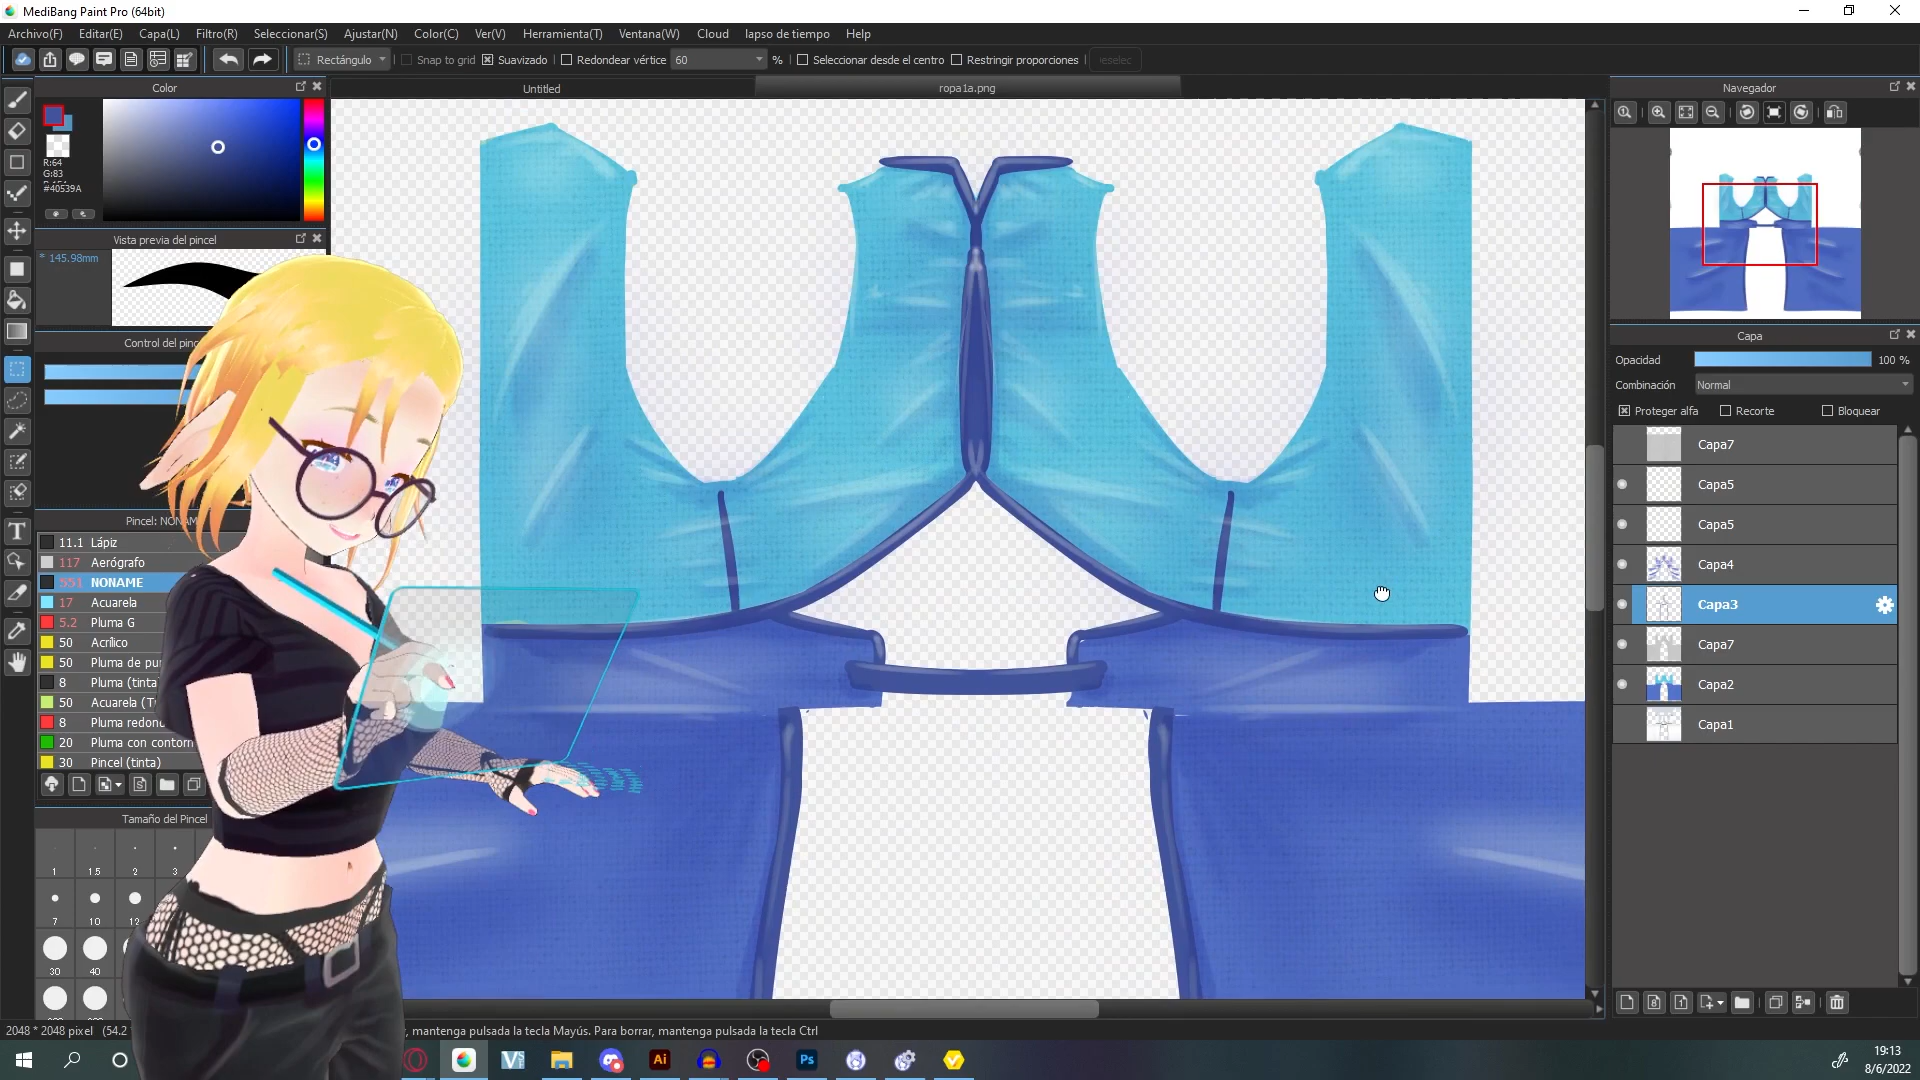 MediBang Paint Pro (64bit)
Archivo(F) Editar(E) Capa(L) Filtro(R) Seleccionar(S) Ajustar(N) Color(C) Ver(V) Herramienta(T) Ventana(W) Cloud lapso de tiempo Help
Rectángulo Snap to grid Suavizado Redondear vértice 60 % Seleccionar desde el centro Restringir proporciones
Color
R:64
G:83
#40539A
Vista previa del pincel
* 145.98mm
Control del pinc
Pincel: NONAM
11.1 Lápiz
117 Aerógrafo
551 NONAME
17 Acuarela
5.2 Pluma G
50 Acrílico
50 Pluma de pu
8 Pluma (tinta)
50 Acuarela (T
8 Pluma redond
20 Pluma con contorn
30 Pincel (tinta)
Tamaño del Pincel
1 1.5 2 3
7 10 12
30 40
Untitled
ropa1a.png
Navegador
Capa
Opacidad 100 %
Combinación Normal
Proteger alfa Recorte Bloquear
Capa7
Capa5
Capa5
Capa4
Capa3
Capa7
Capa2
Capa1
2048 * 2048 pixel (54.2
, mantenga pulsada la tecla Mayús. Para borrar, mantenga pulsada la tecla Ctrl
Ai
Ps
19:13
8/6/2022